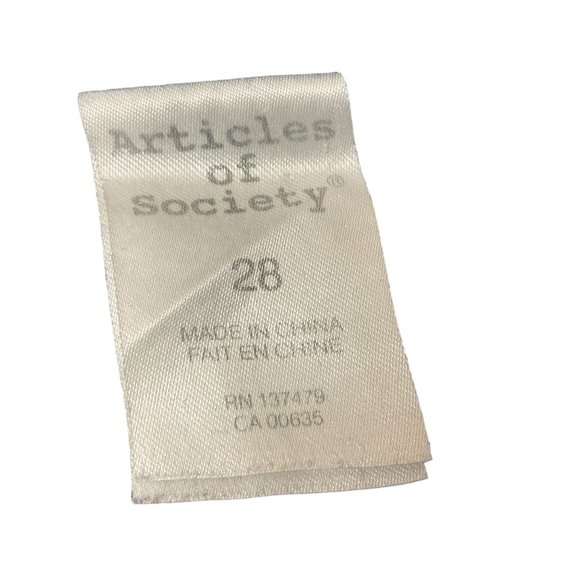 Articles
of
Society®
28
MADE IN CHINA
FAIT EN CHINE
RN 137479
CA 00635